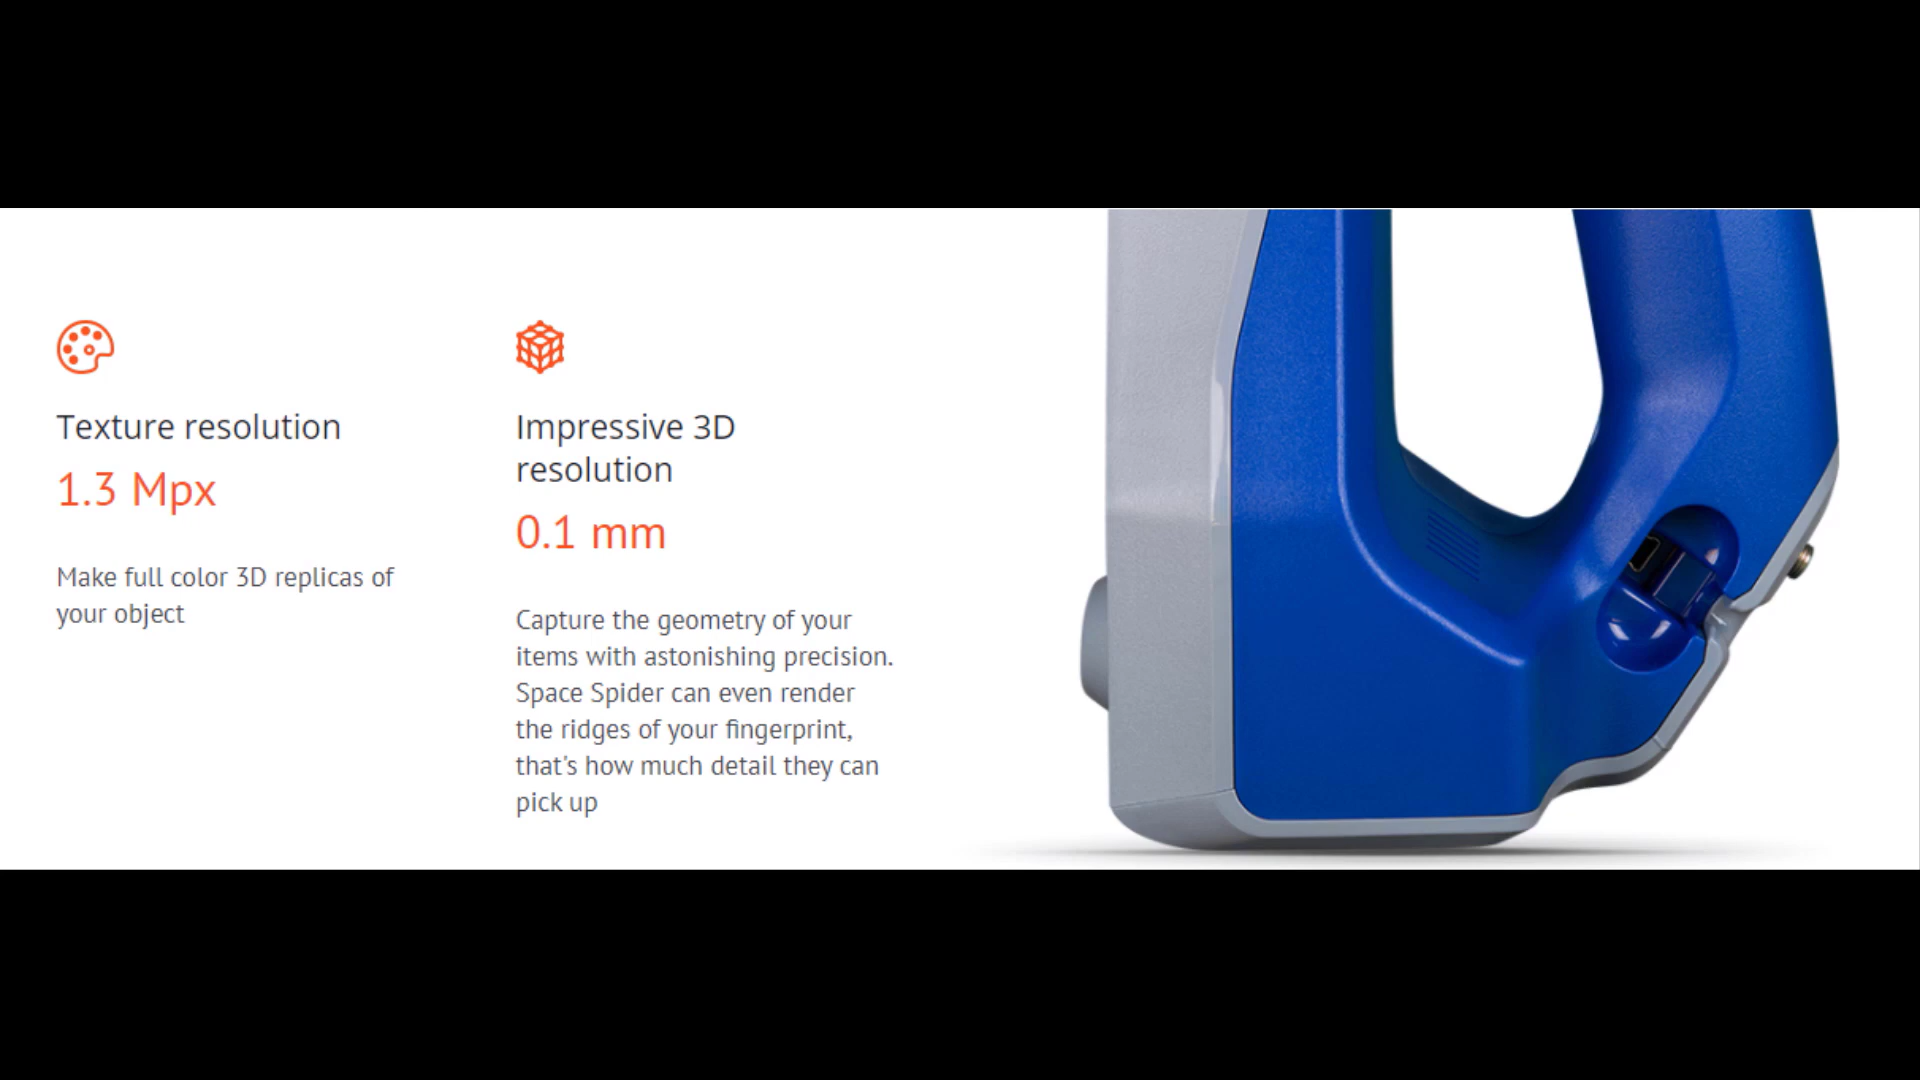 Texture resolution
1.3 Mpx
Make full color 3D replicas of
your object
Impressive 3D
resolution
0.1 mm
Capture the geometry of your
items with astonishing precision.
Space Spider can even render
the ridges of your fingerprint,
that's how much detail they can
pick up